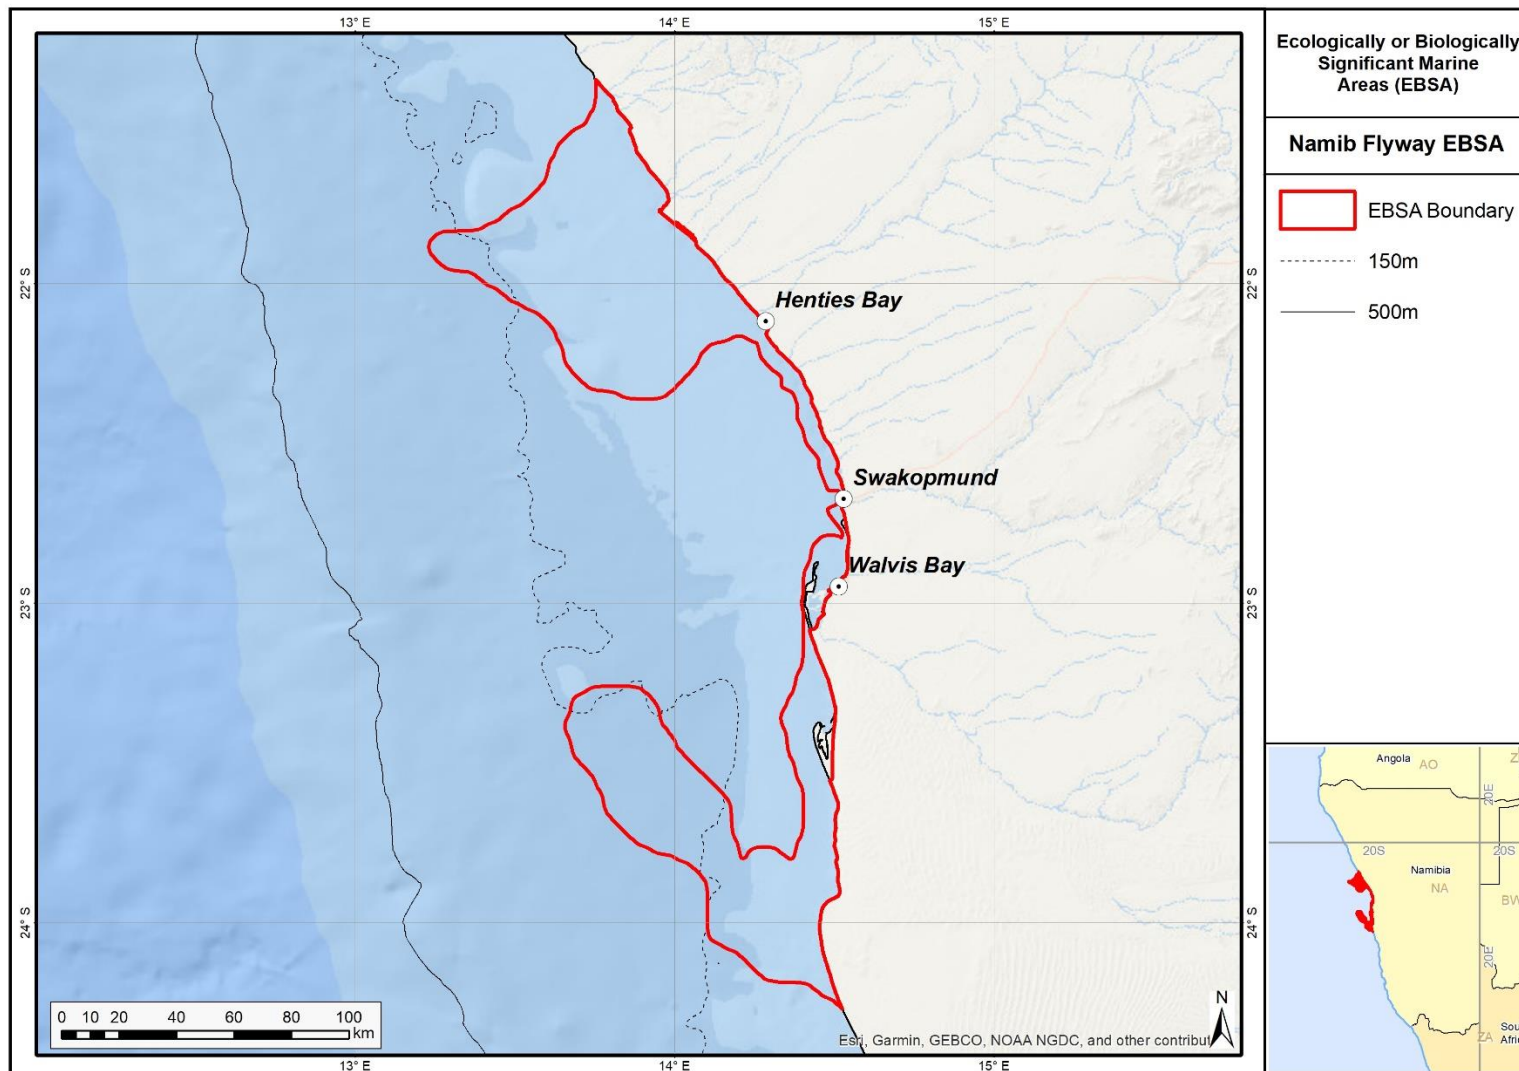 13° E
14° E
15° E
22° S
22° S
23° S
23° S
24° S
24° S
Henties Bay
Swakopmund
Walvis Bay
0 10 20 40 60 80 100
km
Esri, Garmin, GEBCO, NOAA NGDC, and other contribut
N
13° E
14° E
15° E
Ecologically or Biologically
Significant Marine
Areas (EBSA)
Namib Flyway EBSA
EBSA Boundary
150m
500m
Angola
AO
20E
20S
20S
Namibia
NA
BW
20E
ZA